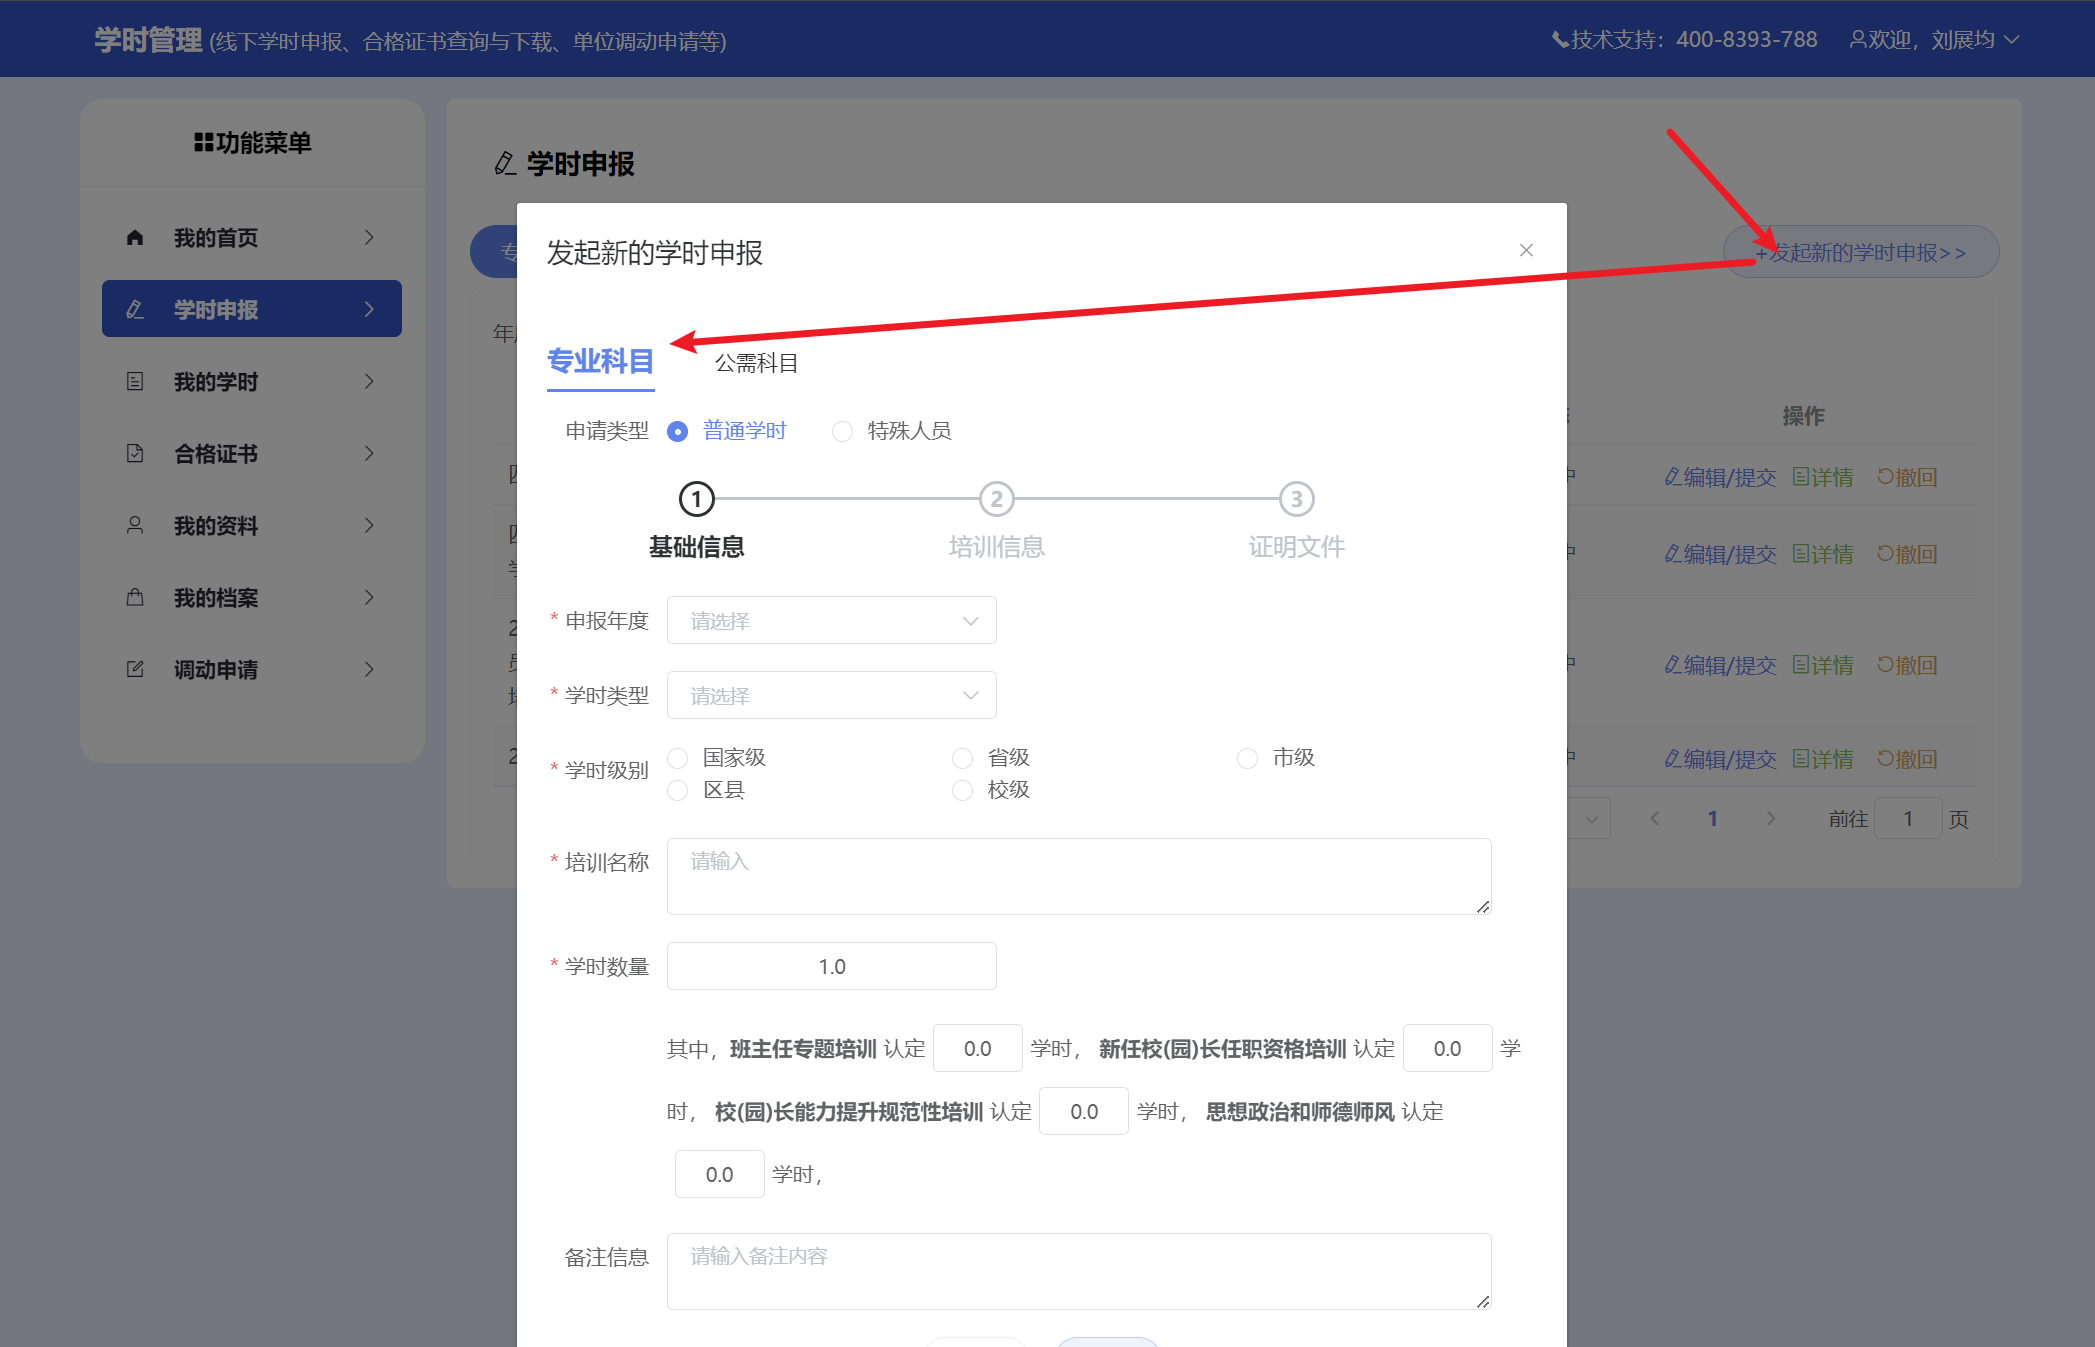 学时管理 (线下学时申报、合格证书查询与下载、单位调动申请等)
技术支持：400-8393-788
欢迎，刘展均
功能菜单
我的首页
学时申报
我的学时
合格证书
我的资料
我的档案
调动申请
学时申报
+发起新的学时申报>>
发起新的学时申报
专业科目
公需科目
申请类型 普通学时 特殊人员
1 2 3
基础信息 培训信息 证明文件
* 申报年度 请选择
* 学时类型 请选择
* 学时级别 国家级 省级 市级
区县 校级
* 培训名称 请输入
* 学时数量 1.0
其中，班主任专题培训 认定 0.0 学时，新任校(园)长任职资格培训 认定 0.0 学
时，校(园)长能力提升规范性培训 认定 0.0 学时，思想政治和师德师风 认定
0.0 学时，
备注信息 请输入备注内容
操作
编辑/提交 详情 撤回
编辑/提交 详情 撤回
编辑/提交 详情 撤回
编辑/提交 详情 撤回
1 前往 1 页